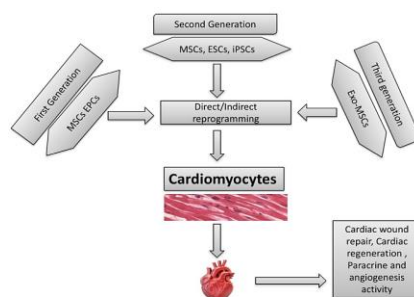 Second Generation
MSCs, ESCs, iPSCs
First Generation
MSCs EPCs
Third generation
Exo-MSCs
Direct/Indirect
reprogramming
Cardiomyocytes
Cardiac wound
repair, Cardiac
regeneration ,
Paracrine and
angiogenesis
activity